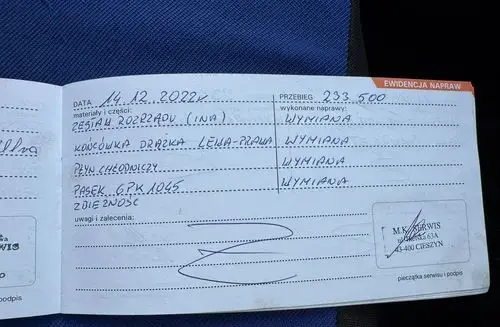 EWIDENCJA NAPRAW
DATA 14.12.2022r PRZEBIEG 233 500
materiały i części: wykonane naprawy:
ZESTAW ROZRZĄDU (INA) WYMIANA
KOŃCÓWKA DRĄŻKA LEWA-PRAWA WYMIANA
PŁYN CHŁODNICZY WYMIANA
PASEK 6PK1045 WYMIANA
ZBIEŻNOŚĆ
uwagi i zalecenia:
M.K. SERWIS
63A
43-400 CIESZYN
pieczątka serwisu i podpis
podpis